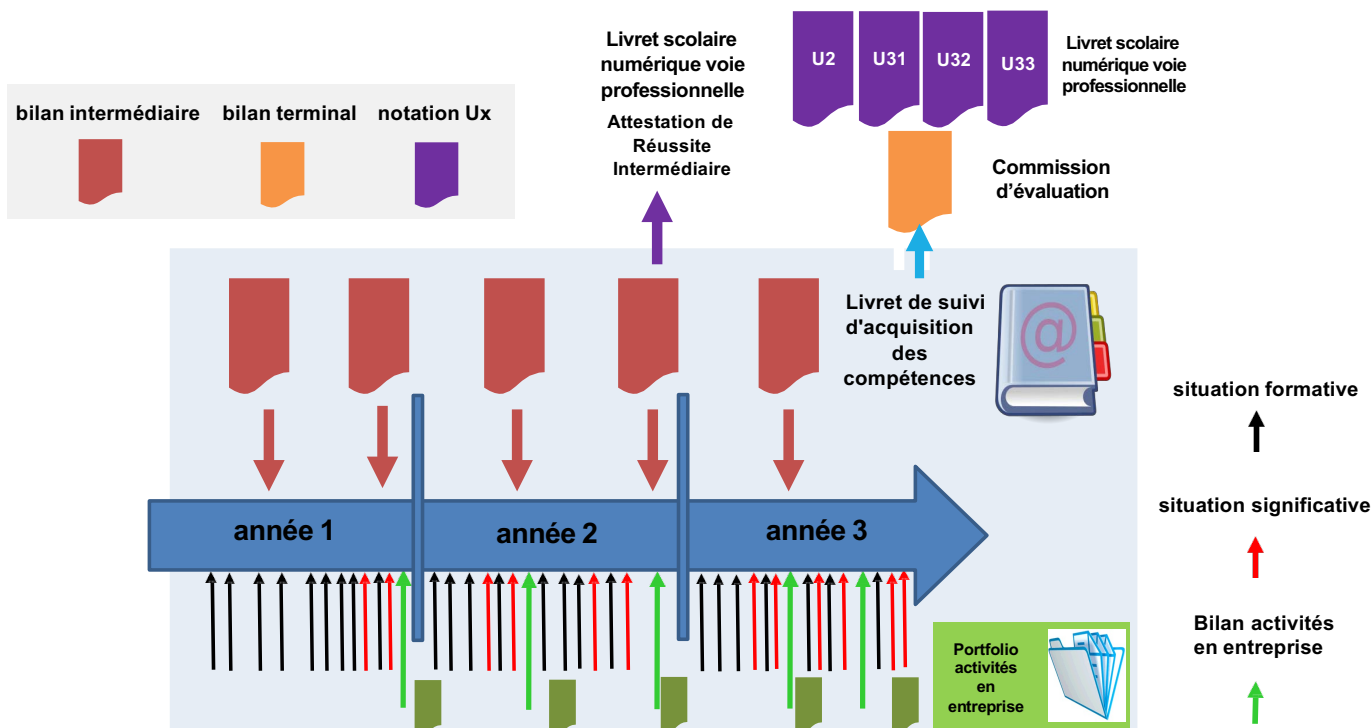 bilan intermédiaire
bilan terminal
notation Ux
Livret scolaire
numérique voie
professionnelle
Attestation de
Réussite
Intermédiaire
U2
U31
U32
U33
Livret scolaire
numérique voie
professionnelle
Commission
d'évaluation
Livret de suivi
d'acquisition
des
compétences
@
année 1
année 2
année 3
situation formative
situation significative
Bilan activités
en entreprise
Portfolio
activités
en
entreprise